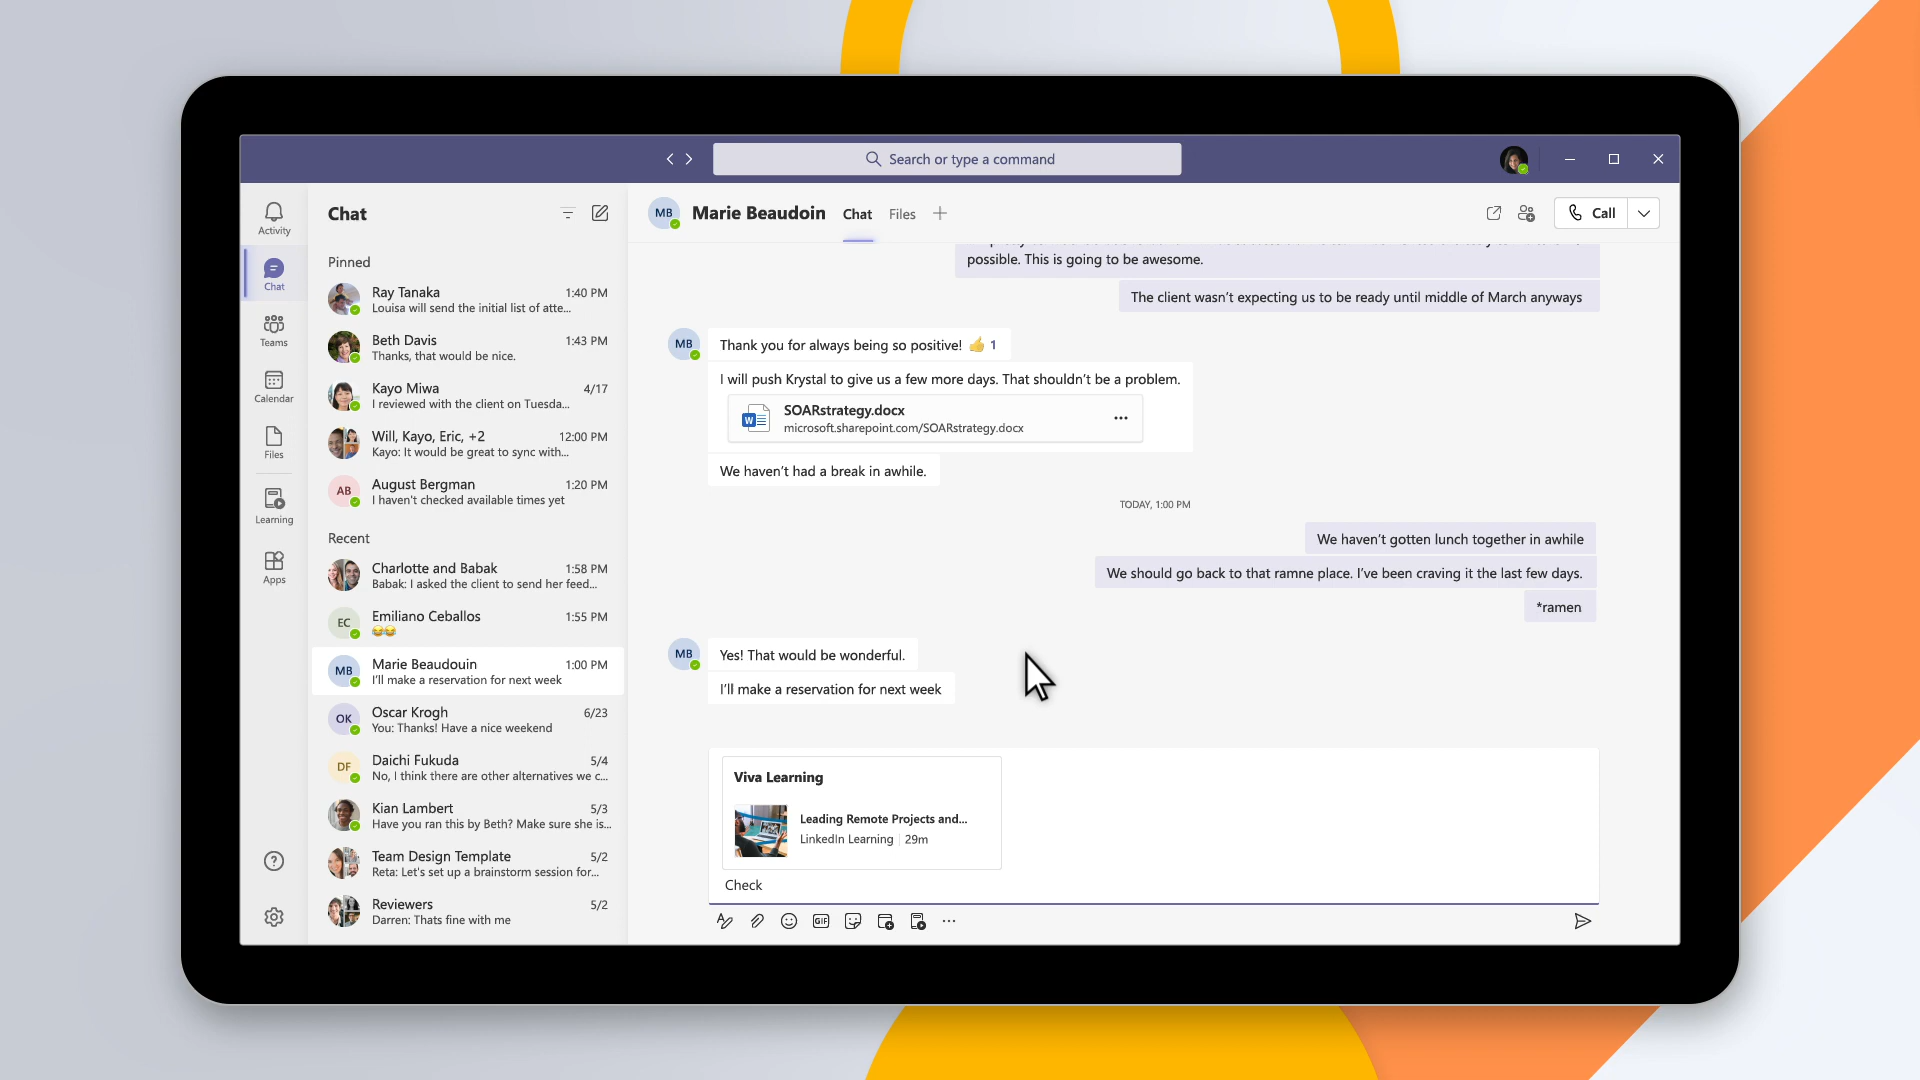 Search or type a command
Activity
Chat
Teams
Calendar
Files
Learning
Apps
Chat
Pinned
Ray Tanaka 1:40 PM
Louisa will send the initial list of atte...
Beth Davis 1:43 PM
Thanks, that would be nice.
Kayo Miwa 4/17
I reviewed with the client on Tuesda...
Will, Kayo, Eric, +2 12:00 PM
Kayo: It would be great to sync with...
AB
August Bergman 1:20 PM
I haven't checked available times yet
Recent
Charlotte and Babak 1:58 PM
Babak: I asked the client to send her feed...
EC
Emiliano Ceballos 1:55 PM
😂😂
MB
Marie Beaudouin 1:00 PM
I'll make a reservation for next week
OK
Oscar Krogh 6/23
You: Thanks! Have a nice weekend
DF
Daichi Fukuda 5/4
No, I think there are other alternatives we c...
Kian Lambert 5/3
Have you ran this by Beth? Make sure she is...
Team Design Template 5/2
Reta: Let's set up a brainstorm session for...
Reviewers 5/2
Darren: Thats fine with me
MB Marie Beaudoin Chat Files Call
possible. This is going to be awesome.
The client wasn't expecting us to be ready until middle of March anyways
MB
Thank you for always being so positive! 👍 1
I will push Krystal to give us a few more days. That shouldn't be a problem.
W
SOARstrategy.docx
microsoft.sharepoint.com/SOARstrategy.docx
We haven't had a break in awhile.
TODAY, 1:00 PM
We haven't gotten lunch together in awhile
We should go back to that ramne place. I've been craving it the last few days.
*ramen
MB
Yes! That would be wonderful.
I'll make a reservation for next week
Viva Learning
Leading Remote Projects and...
LinkedIn Learning 29m
Check
GIF